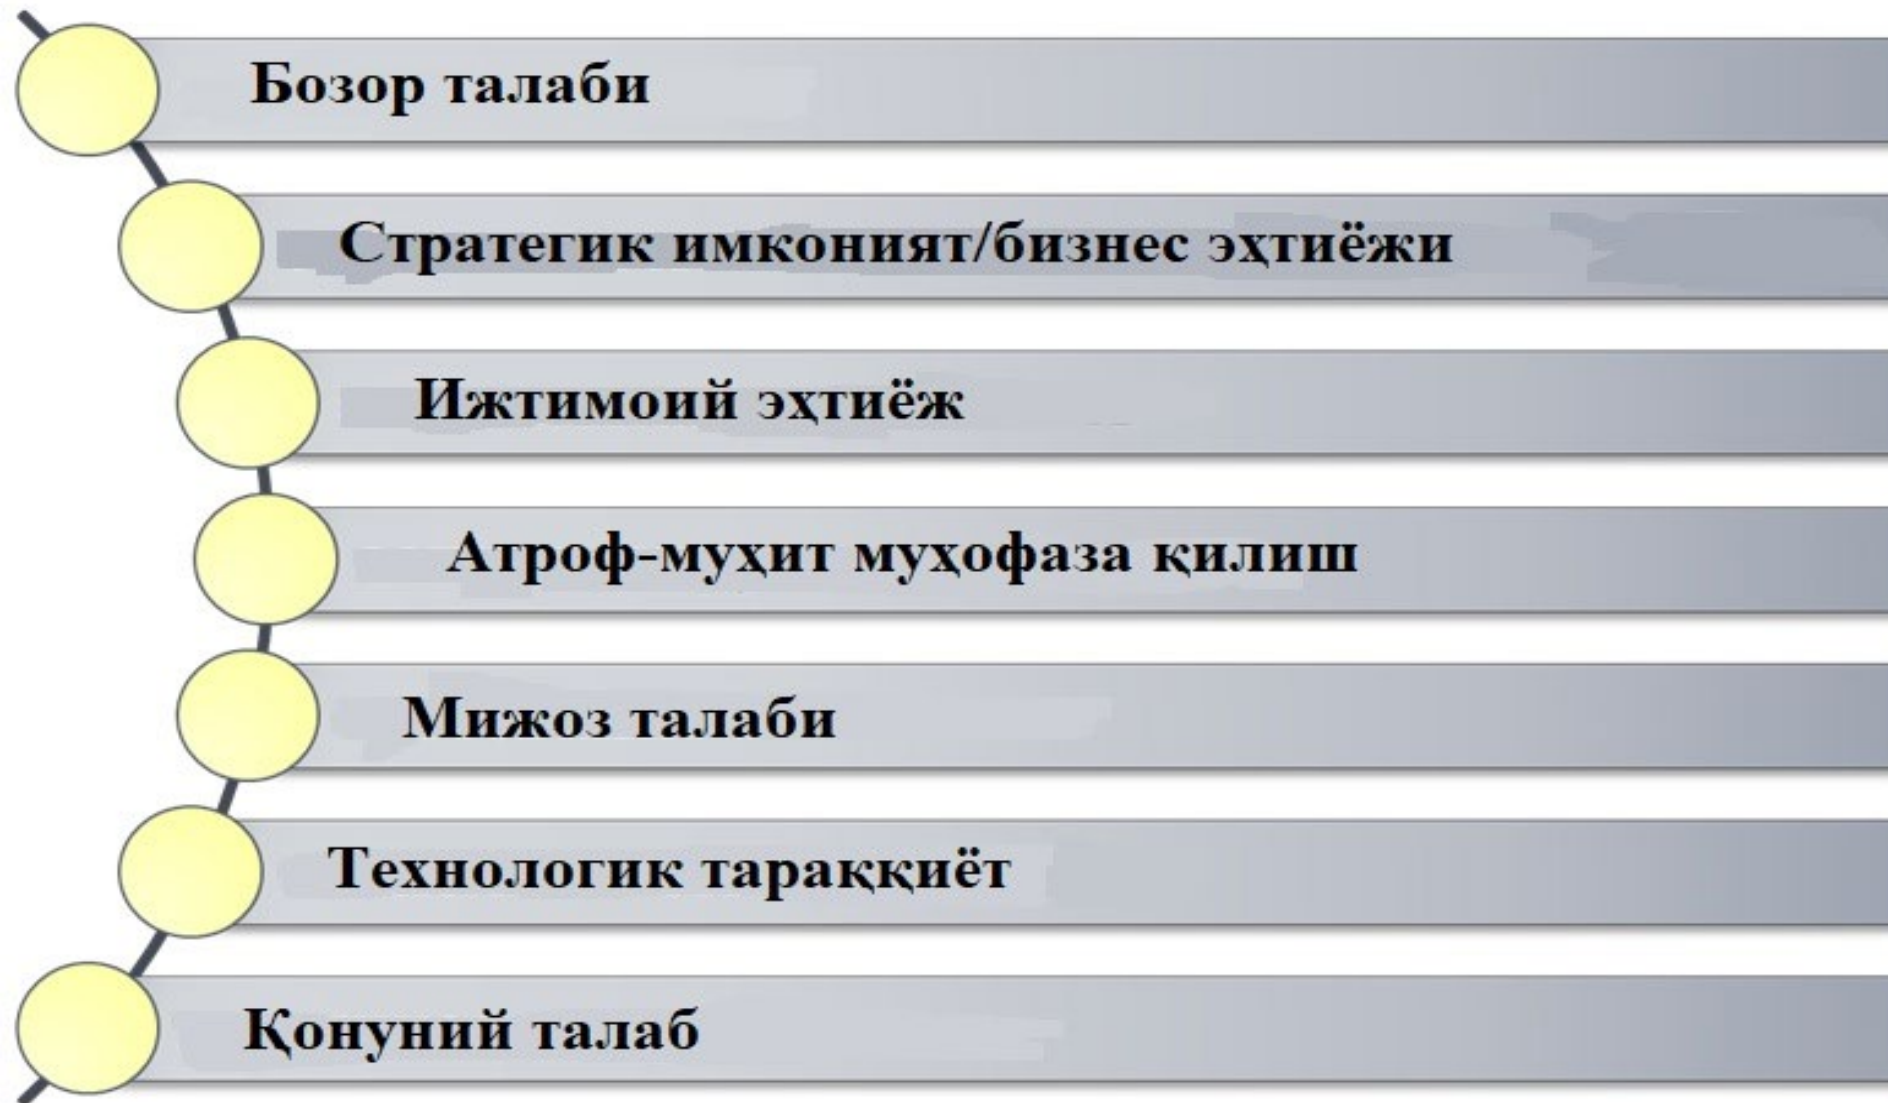 Бозор талаби
Стратегик имконият/бизнес эҳтиёжи
Ижтимоий эҳтиёж
Атроф-муҳит муҳофаза қилиш
Мижоз талаби
Технологик тараққиёт
Қонуний талаб